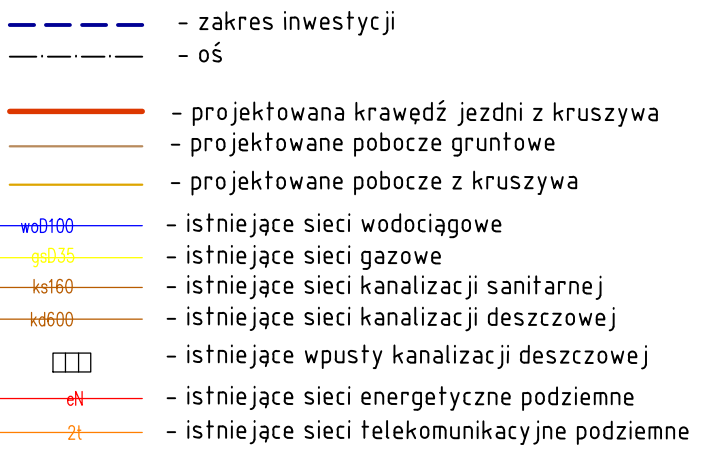 - zakres inwestycji
- oś
- projektowana krawędź jezdni z kruszywa
- projektowane pobocze gruntowe
- projektowane pobocze z kruszywa
woD100 - istniejące sieci wodociągowe
gsD35 - istniejące sieci gazowe
ks160 - istniejące sieci kanalizacji sanitarnej
kd600 - istniejące sieci kanalizacji deszczowej
- istniejące wpusty kanalizacji deszczowej
eN - istniejące sieci energetyczne podziemne
2t - istniejące sieci telekomunikacyjne podziemne